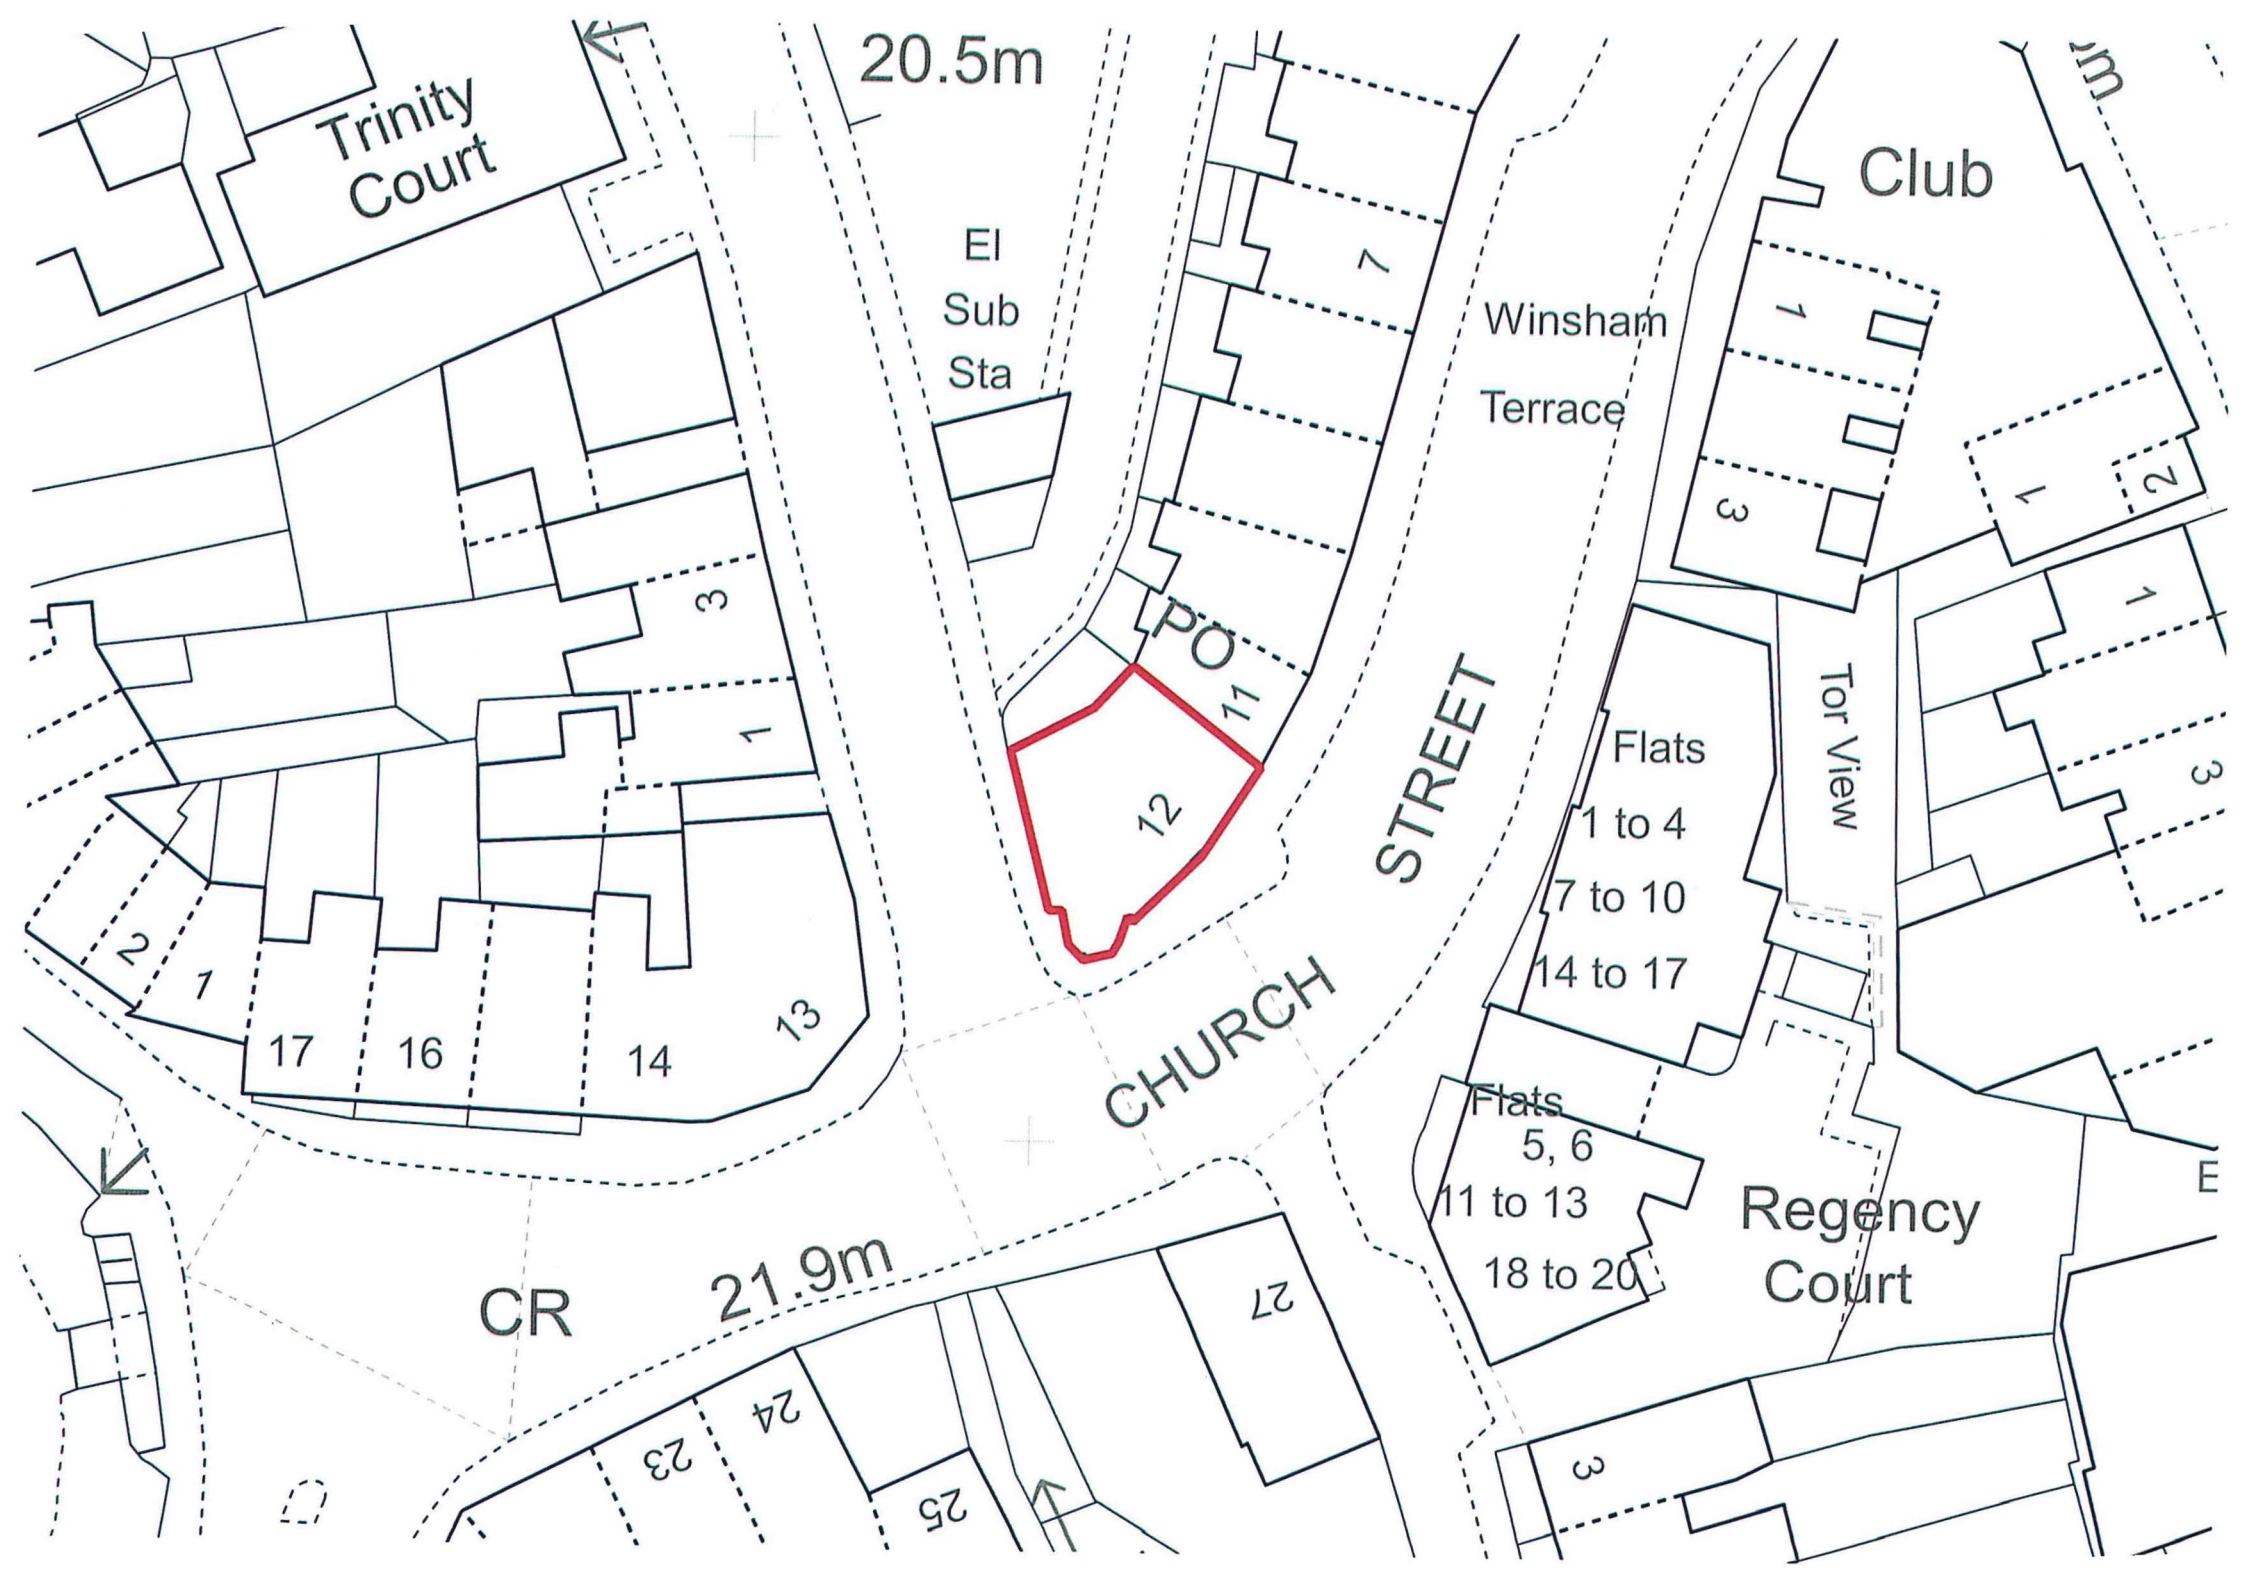 20.5m
Trinity
Court
Club
El
Sub
Sta
7
Winsham
Terrace
1
3
1
2
3
1
PO
11
12
STREET
1
Tor View
3
Flats
1 to 4
7 to 10
14 to 17
2
1
17
16
14
13
CHURCH
Flats
5, 6
11 to 13
18 to 20
Regency
Court
E
CR
21.9m
27
24
23
25
3